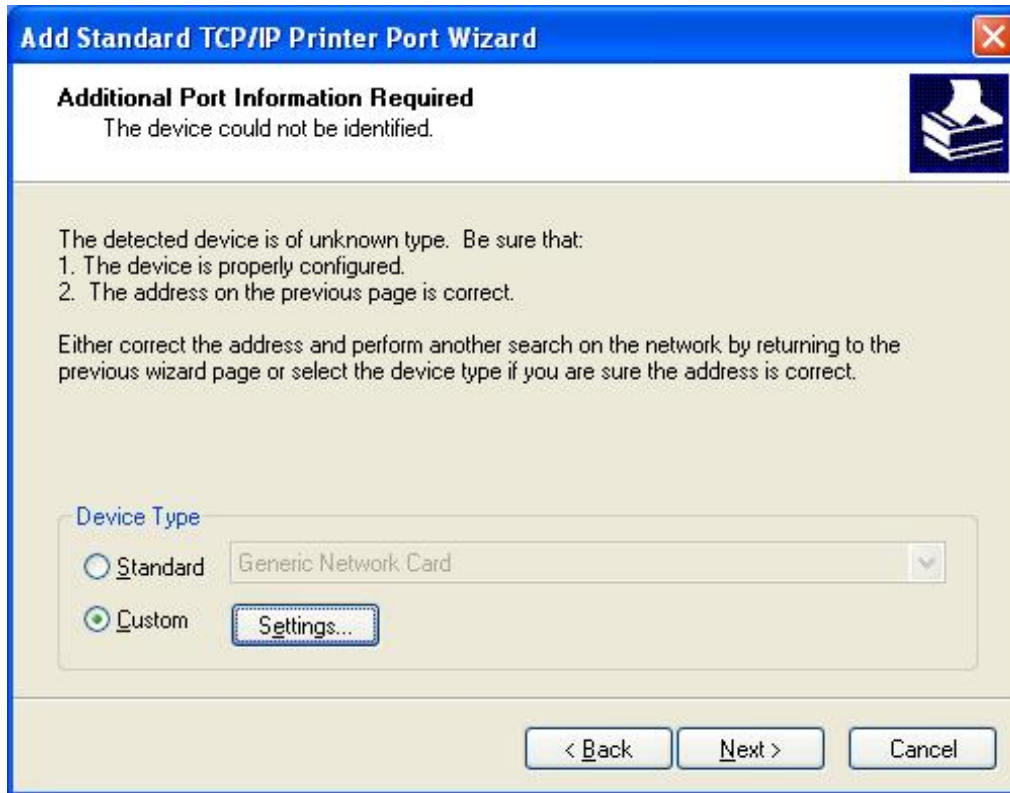 Add Standard TCP/IP Printer Port Wizard
Additional Port Information Required
The device could not be identified.
The detected device is of unknown type.  Be sure that:
1. The device is properly configured.
2.  The address on the previous page is correct.
Either correct the address and perform another search on the network by returning to the
previous wizard page or select the device type if you are sure the address is correct.
Device Type
Standard
Generic Network Card
Custom
Settings...
< Back
Next >
Cancel